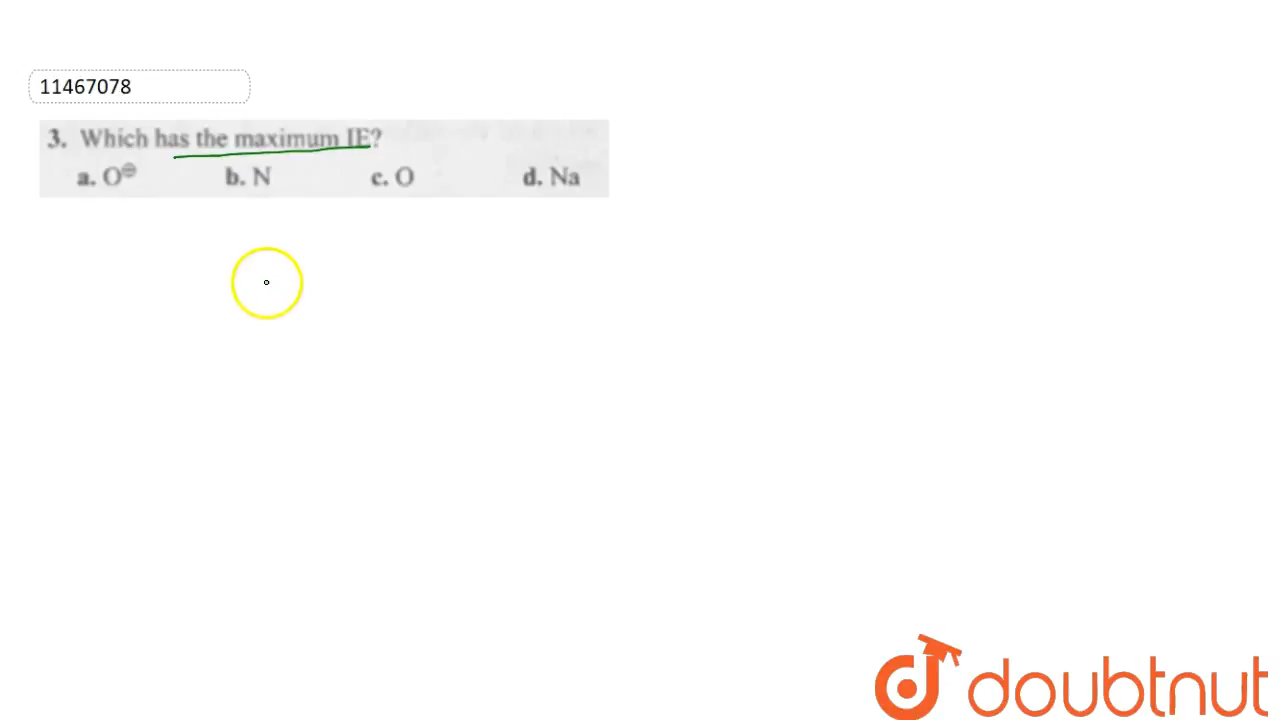 11467078
3. Which has the maximum IE?
a. O⊖ b. N c. O d. Na
doubtnut